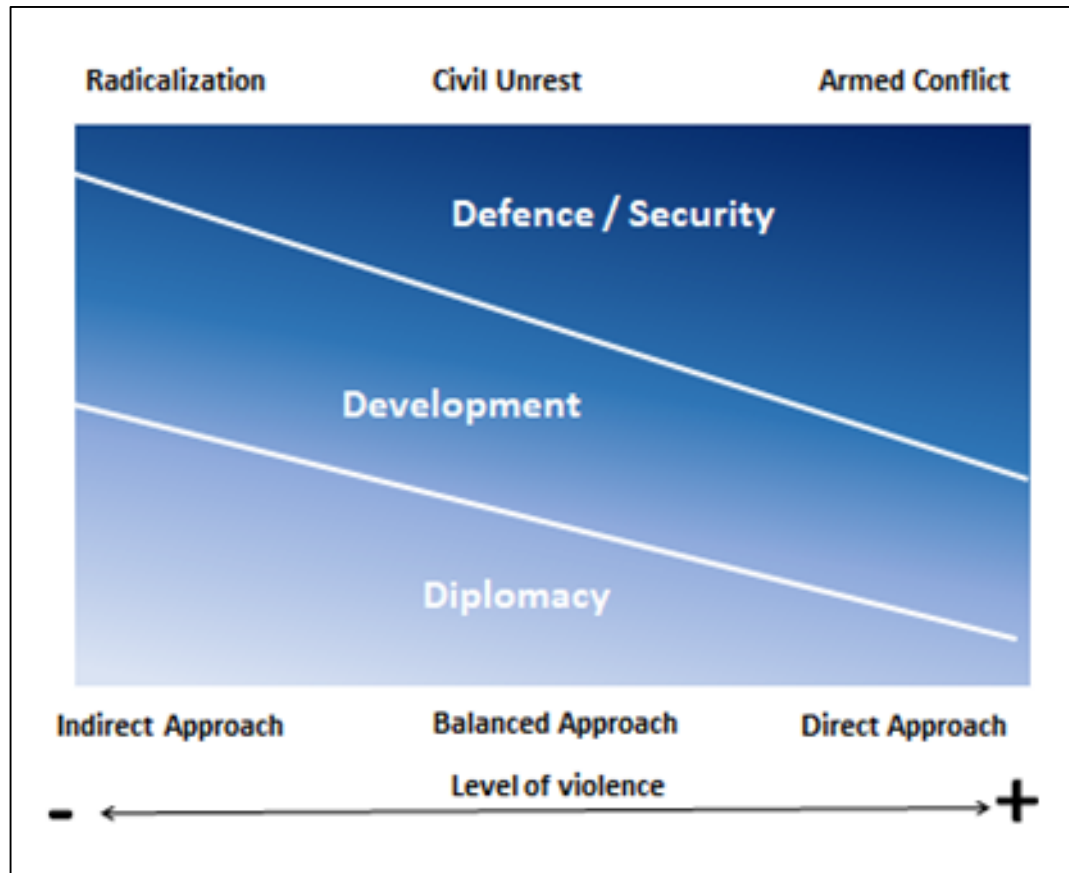 Radicalization Civil Unrest Armed Conflict
Defence / Security
Development
Diplomacy
Indirect Approach Balanced Approach Direct Approach
Level of violence
- +